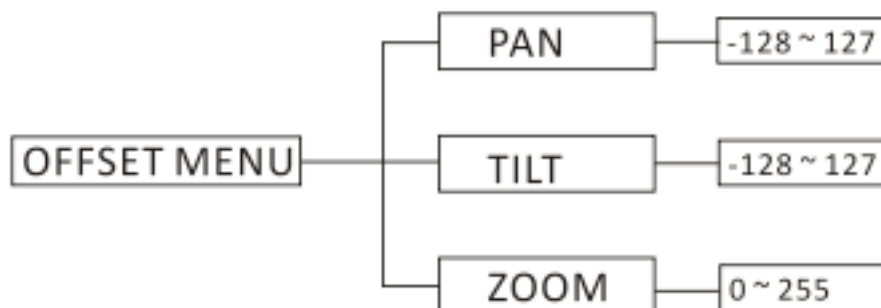 PAN
-128 ~ 127
OFFSET MENU
TILT
-128 ~ 127
ZOOM
0 ~ 255